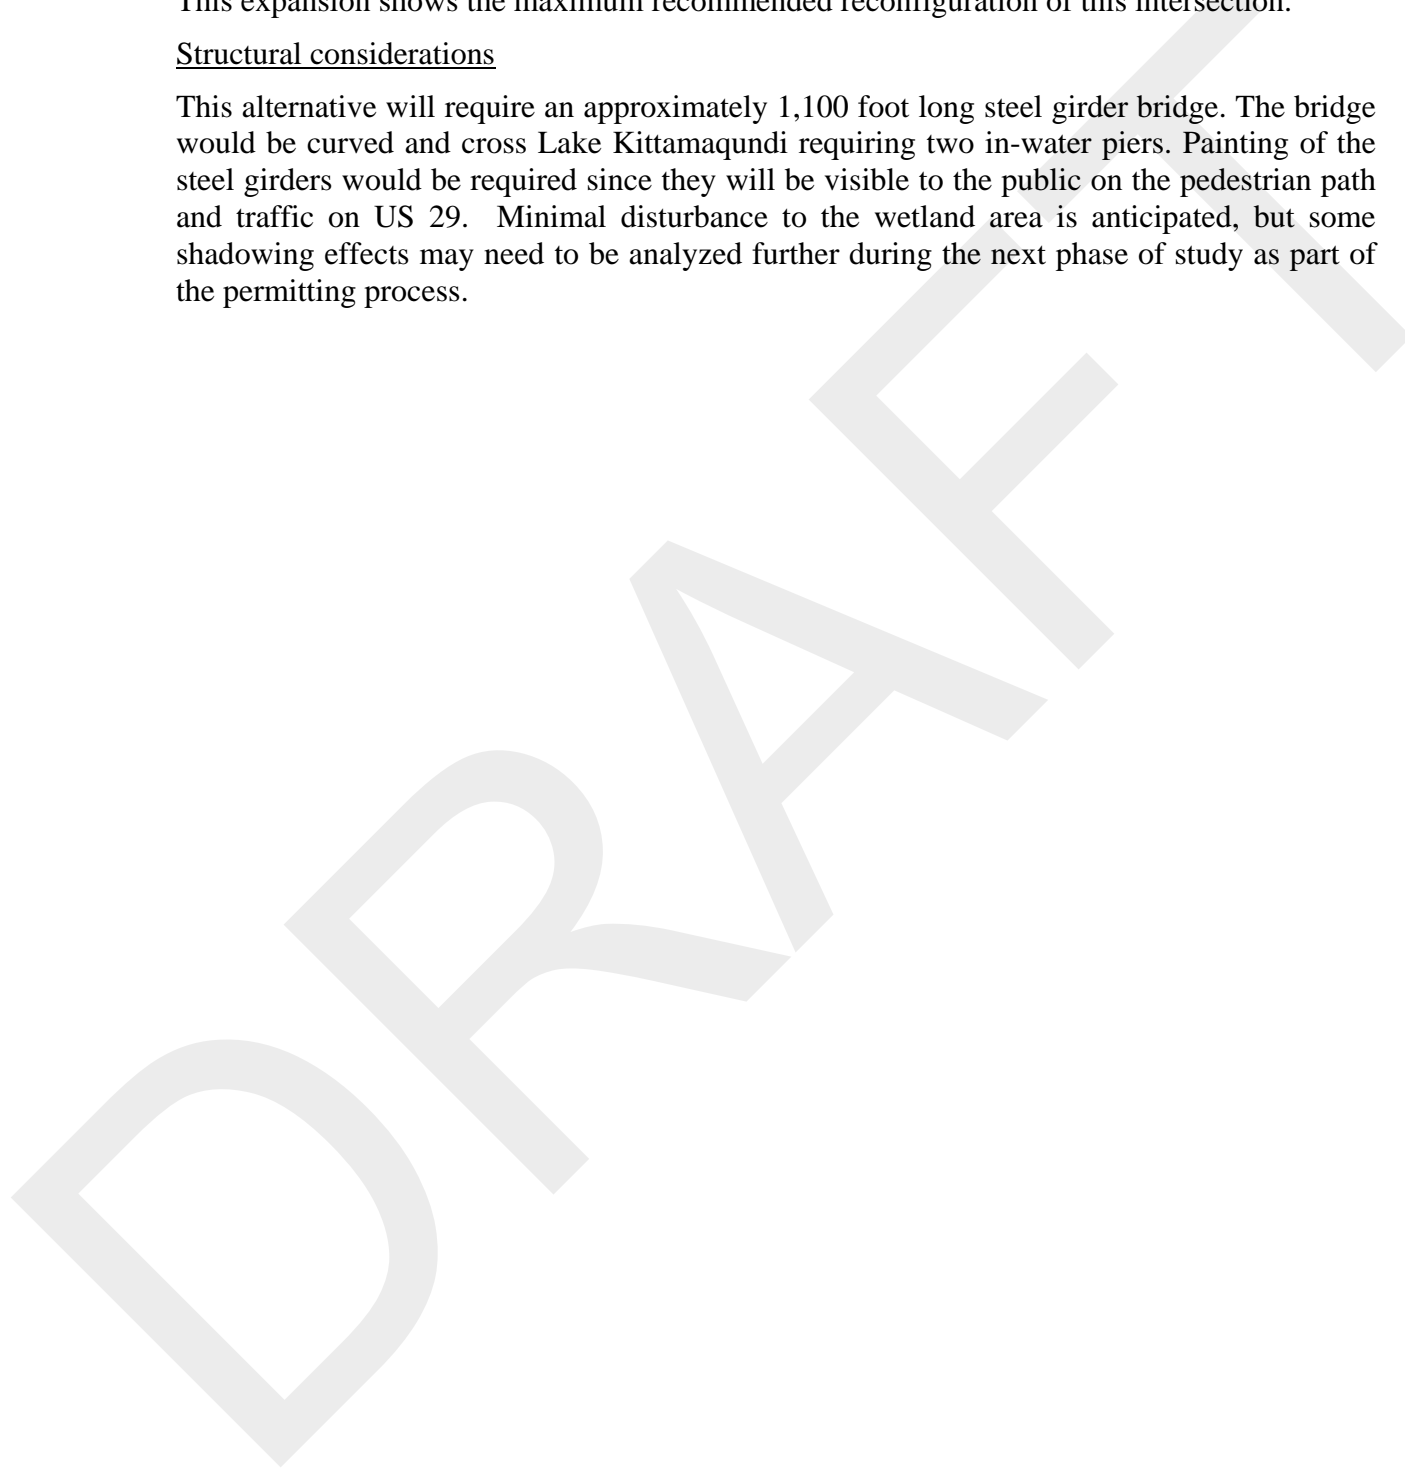 This expansion shows the maximum recommended reconfiguration of this intersection.
Structural considerations
This alternative will require an approximately 1,100 foot long steel girder bridge. The bridge
would be curved and cross Lake Kittamaqundi requiring two in-water piers. Painting of the
steel girders would be required since they will be visible to the public on the pedestrian path
and traffic on US 29.  Minimal disturbance to the wetland area is anticipated, but some
shadowing effects may need to be analyzed further during the next phase of study as part of
the permitting process.
DRAFT